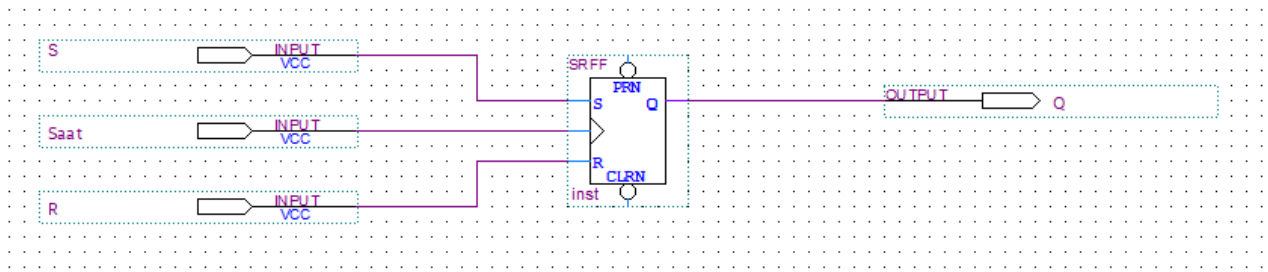 S
INPUT
VCC
Saat
INPUT
VCC
R
INPUT
VCC
SRFF
PRN
S
Q
R
CLRN
inst
OUTPUT
Q